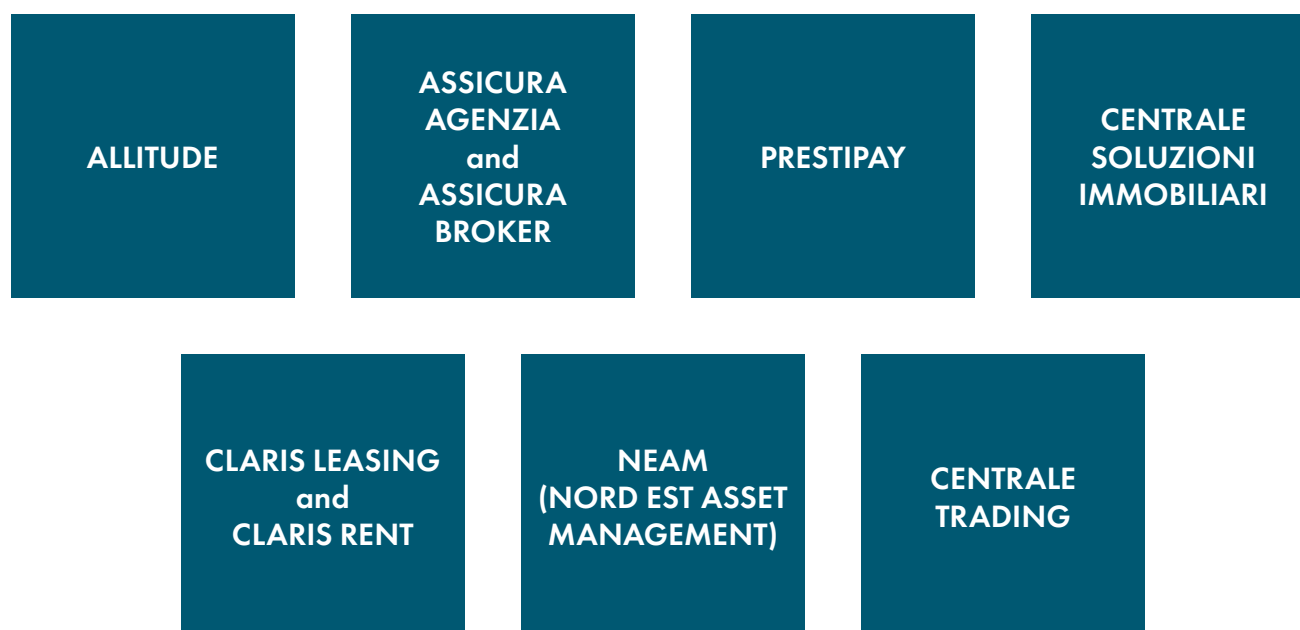 ALLITUDE
ASSICURA
AGENZIA
and
ASSICURA
BROKER
PRESTIPAY
CENTRALE
SOLUZIONI
IMMOBILIARI
CLARIS LEASING
and
CLARIS RENT
NEAM
(NORD EST ASSET
MANAGEMENT)
CENTRALE
TRADING